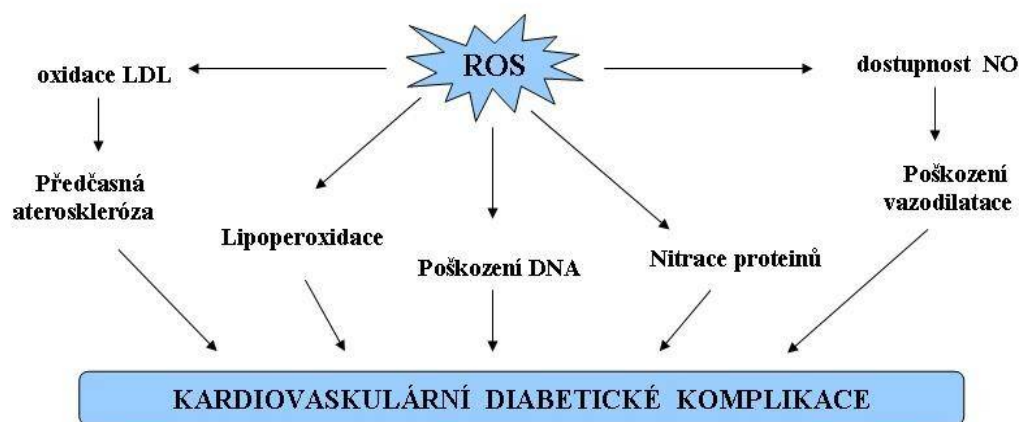 ROS
oxidace LDL
dostupnost NO
Předčasná
ateroskleróza
Poškození
vazodilatace
Lipoperoxidace
Poškození DNA
Nitrace proteinů
KARDIOVASKULÁRNÍ DIABETICKÉ KOMPLIKACE